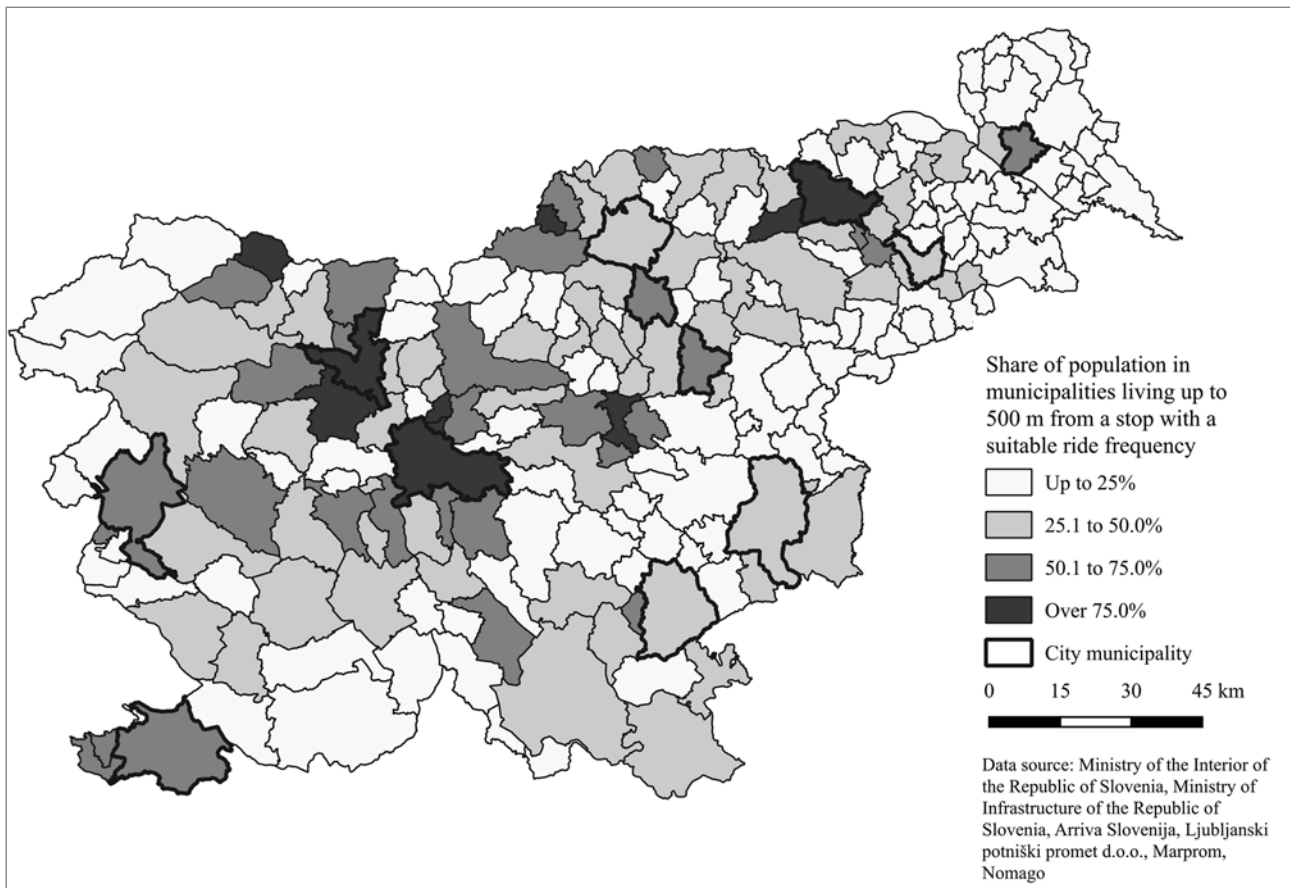 Share of population in
municipalities living up to
500 m from a stop with a
suitable ride frequency
Up to 25%
25.1 to 50.0%
50.1 to 75.0%
Over 75.0%
City municipality
0 15 30 45 km
Data source: Ministry of the Interior of
the Republic of Slovenia, Ministry of
Infrastructure of the Republic of
Slovenia, Arriva Slovenija, Ljubljanski
potniški promet d.o.o., Marprom,
Nomago